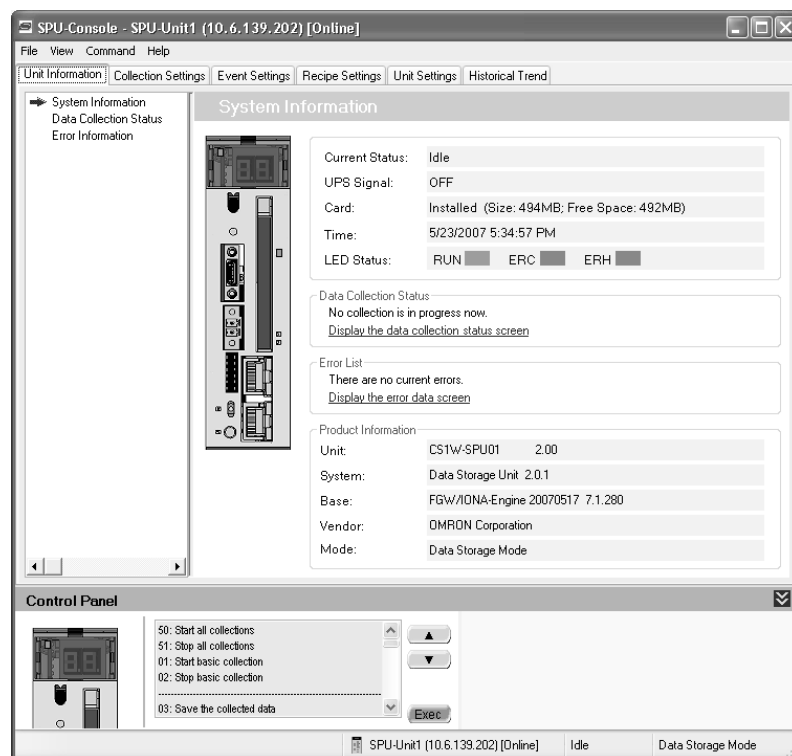 SPU-Console - SPU-Unit1 (10.6.139.202) [Online]
File View Command Help
Unit Information Collection Settings Event Settings Recipe Settings Unit Settings Historical Trend
System Information
Data Collection Status
Error Information
System Information
Current Status: Idle
UPS Signal: OFF
Card: Installed (Size: 494MB; Free Space: 492MB)
Time: 5/23/2007 5:34:57 PM
LED Status: RUN ERC ERH
Data Collection Status
No collection is in progress now.
Display the data collection status screen
Error List
There are no current errors.
Display the error data screen
Product Information
Unit: CS1W-SPU01 2.00
System: Data Storage Unit 2.0.1
Base: FGW/IONA-Engine 20070517 7.1.280
Vendor: OMRON Corporation
Mode: Data Storage Mode
Control Panel
50: Start all collections
51: Stop all collections
01: Start basic collection
02: Stop basic collection
03: Save the collected data
Exec
SPU-Unit1 (10.6.139.202) [Online] Idle Data Storage Mode